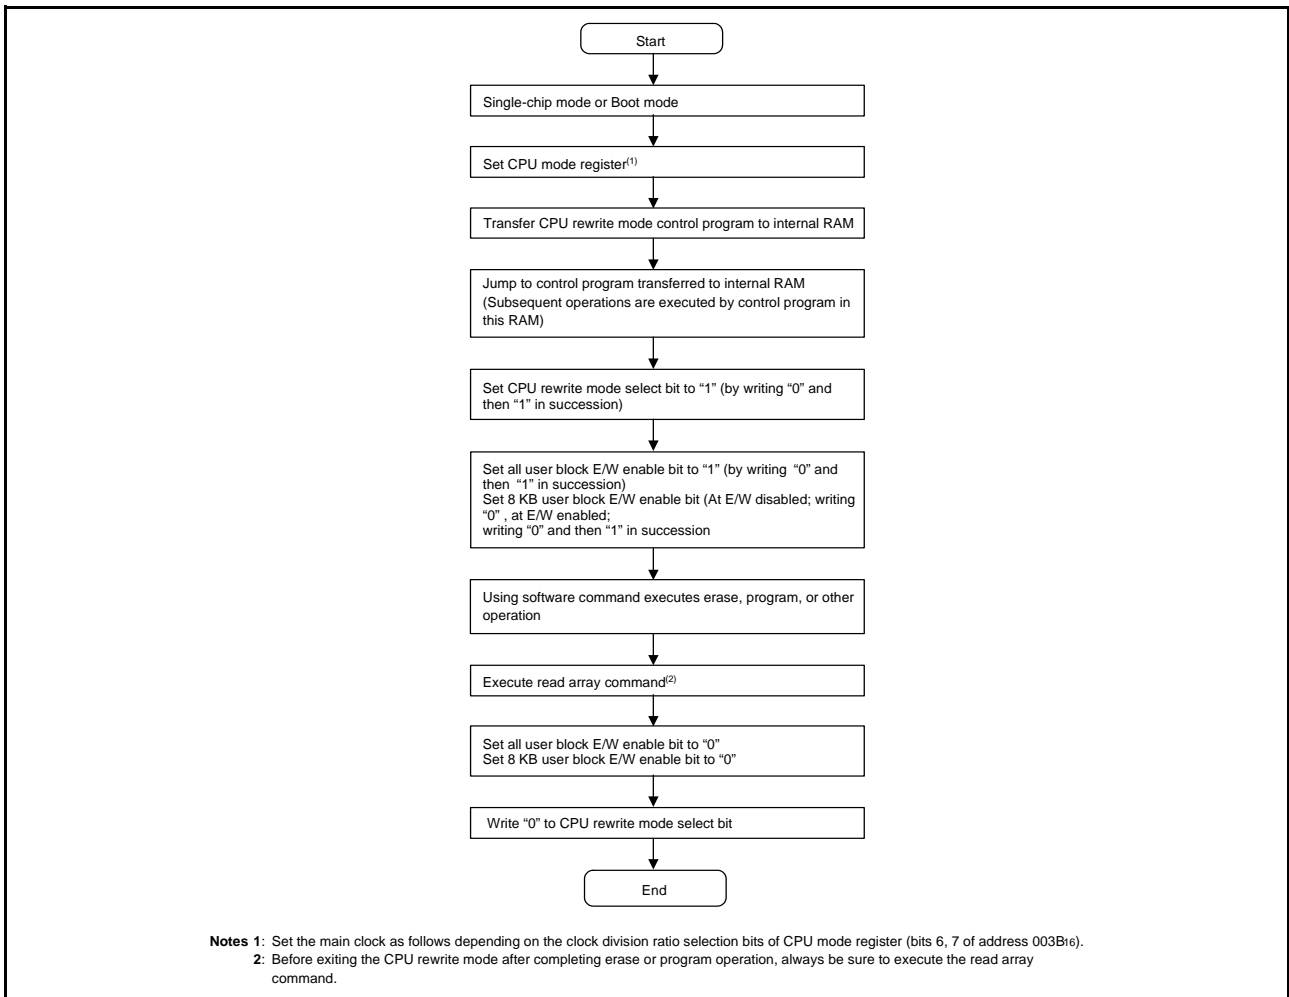 Start
Single-chip mode or Boot mode
Set CPU mode register(1)
Transfer CPU rewrite mode control program to internal RAM
Jump to control program transferred to internal RAM
(Subsequent operations are executed by control program in
this RAM)
Set CPU rewrite mode select bit to “1” (by writing “0” and
then “1” in succession)
Set all user block E/W enable bit to “1” (by writing “0” and
then “1” in succession)
Set 8 KB user block E/W enable bit (At E/W disabled; writing
“0” , at E/W enabled;
writing “0” and then “1” in succession
Using software command executes erase, program, or other
operation
Execute read array command(2)
Set all user block E/W enable bit to “0”
Set 8 KB user block E/W enable bit to “0”
Write “0” to CPU rewrite mode select bit
End
Notes 1: Set the main clock as follows depending on the clock division ratio selection bits of CPU mode register (bits 6, 7 of address 003B16).
2: Before exiting the CPU rewrite mode after completing erase or program operation, always be sure to execute the read array
command.